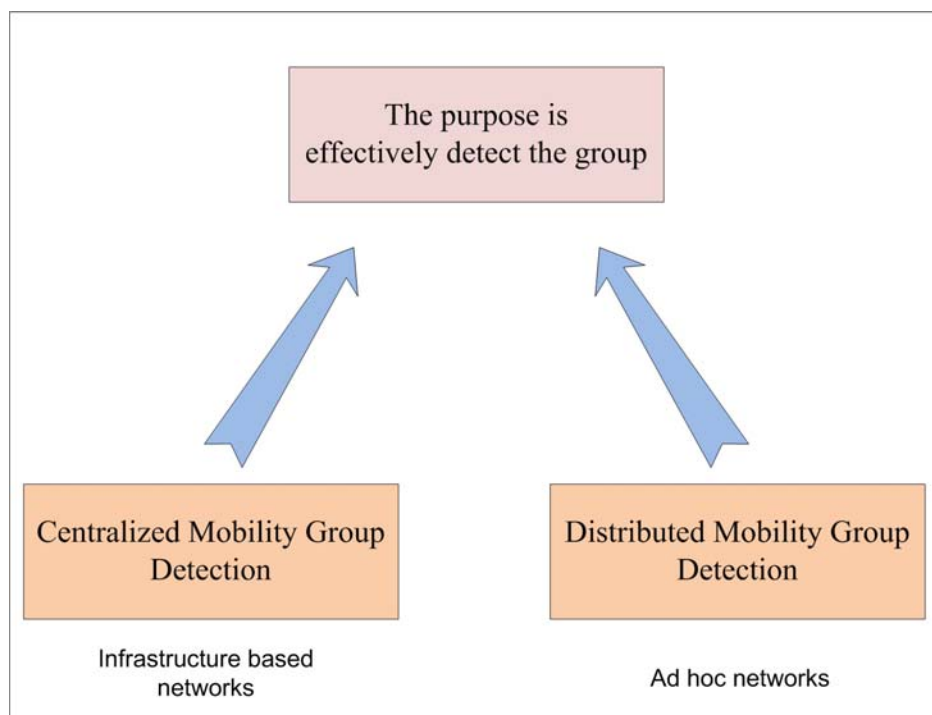 The purpose is
effectively detect the group
Centralized Mobility Group
Detection
Distributed Mobility Group
Detection
Infrastructure based
networks
Ad hoc networks